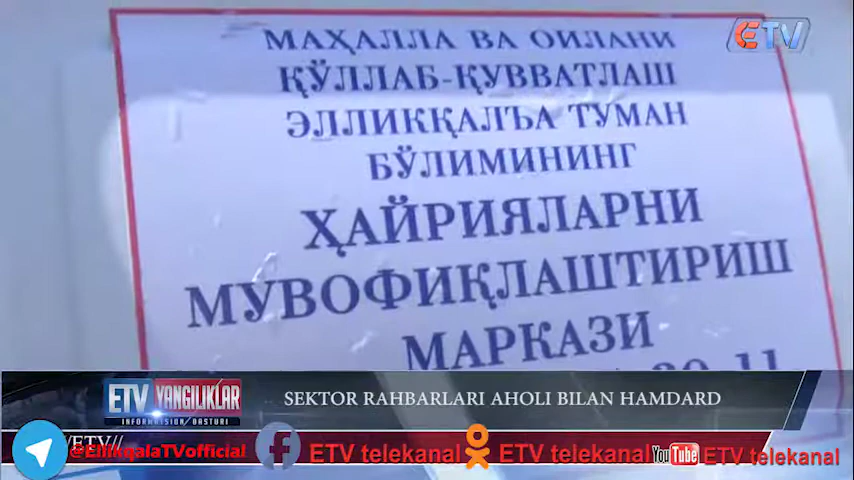 МАҲАЛЛА ВА ОИЛАНИ
ҚЎЛЛАБ-ҚУВВАТЛАШ
ЭЛЛИКҚАЛЪА ТУМАН
БЎЛИМИНИНГ
ҲАЙРИЯЛАРНИ
МУВОФИҚЛАШТИРИШ
МАРКАЗИ
ETV
ETV YANGILIKLAR
INFORMATSION DASTURI
SEKTOR RAHBARLARI AHOLI BILAN HAMDARD
/ETV//
@EllikqalaTVofficial
ETV telekanal
ETV telekanal
YouTube ETV telekanal